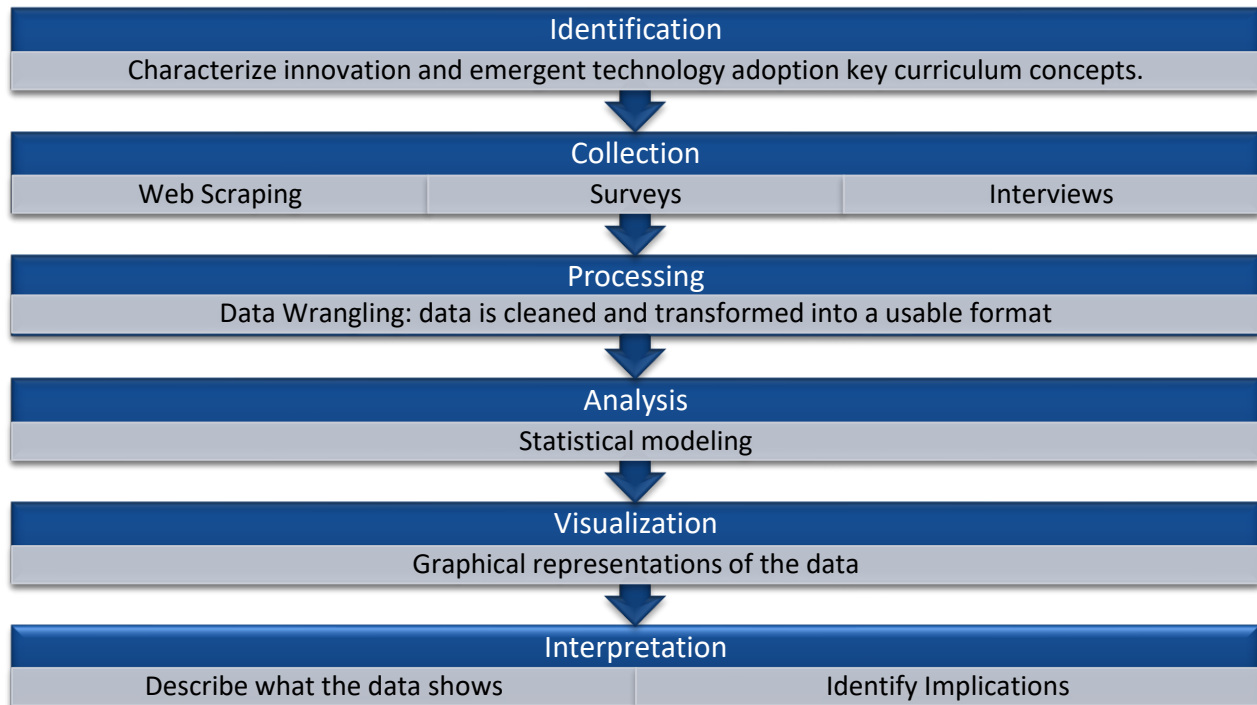 Identification
Characterize innovation and emergent technology adoption key curriculum concepts.
Collection
Web Scraping
Surveys
Interviews
Processing
Data Wrangling: data is cleaned and transformed into a usable format
Analysis
Statistical modeling
Visualization
Graphical representations of the data
Interpretation
Describe what the data shows
Identify Implications